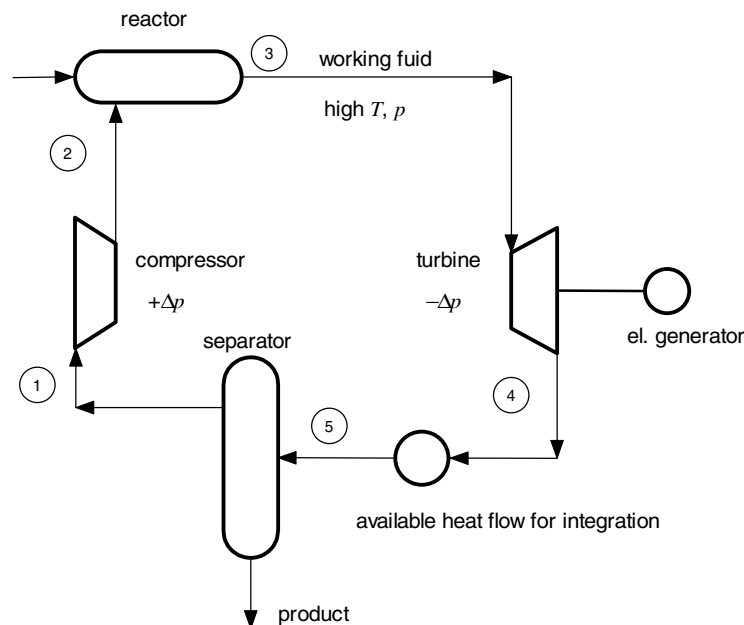 reactor
3
working fuid
high T, p
2
compressor
+Δp
turbine
−Δp
el. generator
separator
1
4
5
available heat flow for integration
product